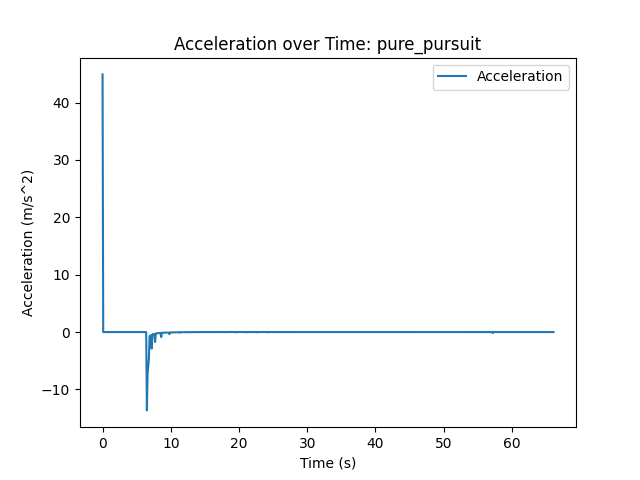 Acceleration over Time: pure_pursuit
Acceleration
Acceleration (m/s^2)
40
30
20
10
0
−10
0 10 20 30 40 50 60
Time (s)